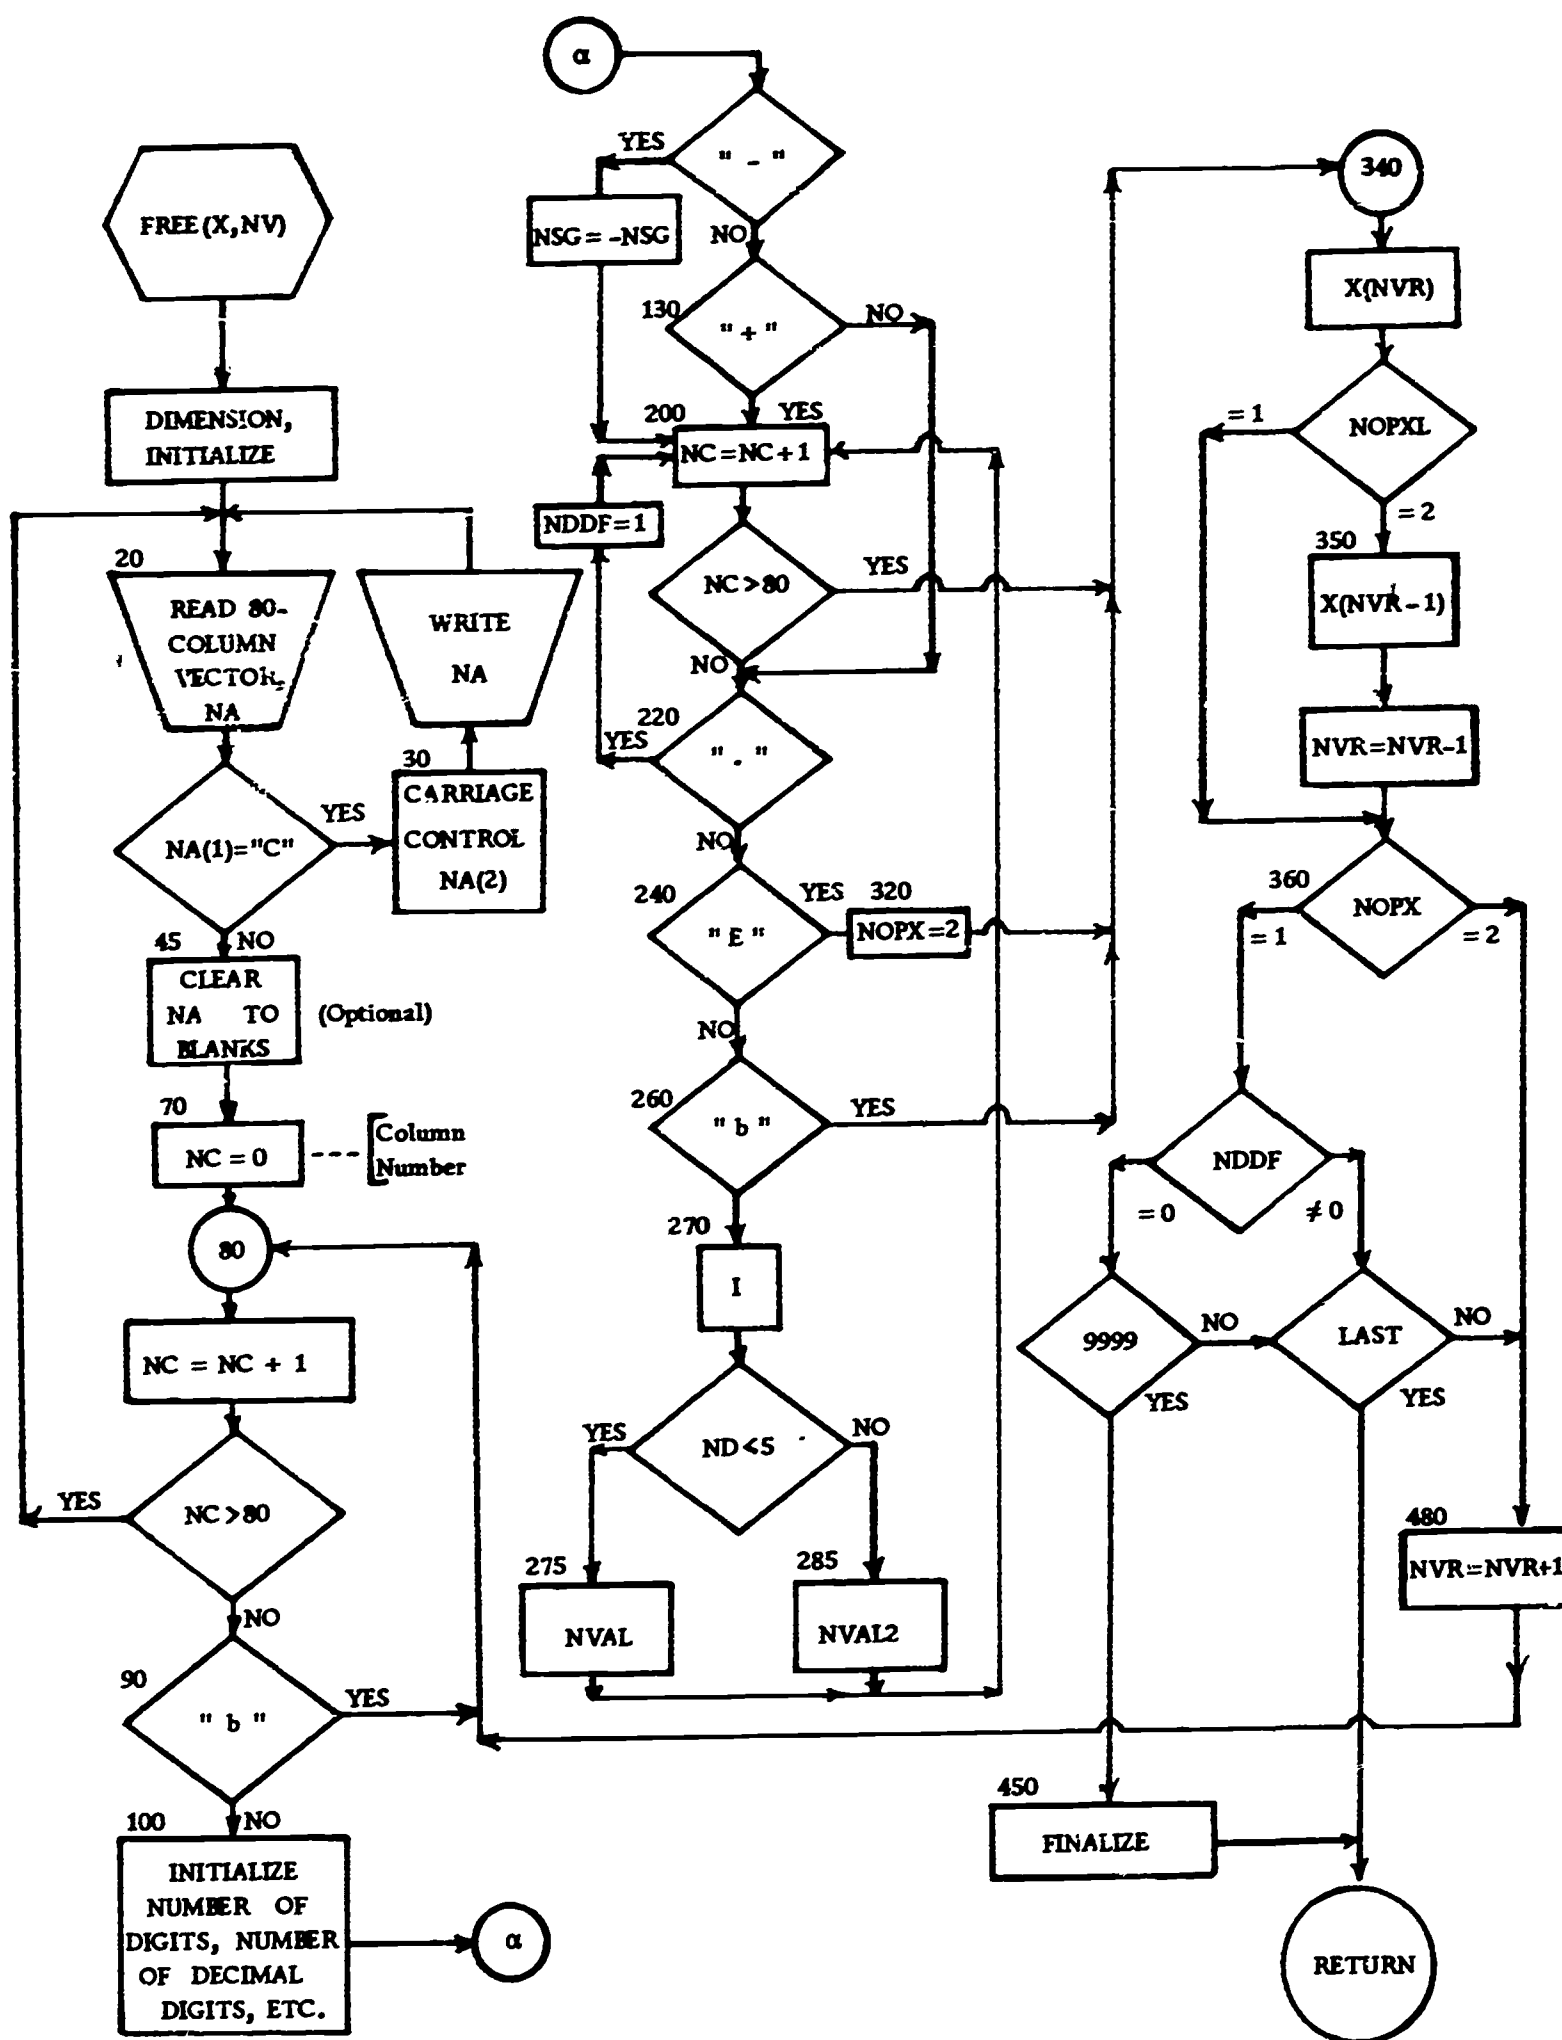 FREE(X,NV)
DIMENSION,
INITIALIZE
20
READ 80-
COLUMN
VECTOR,
NA
WRITE
NA
NA(1)="C"
YES
30
CARRIAGE
CONTROL
NA(2)
45
NO
CLEAR
NA TO
BLANKS
(Optional)
70
NC = 0
Column
Number
80
NC = NC + 1
NC >80
YES
NO
90
" b "
YES
100
NO
INITIALIZE
NUMBER OF
DIGITS, NUMBER
OF DECIMAL
DIGITS, ETC.
α
α
" - "
YES
NSG = -NSG
NO
130
" + "
NO
YES
200
NC = NC + 1
NDDF = 1
NC >80
YES
NO
220
YES
" . "
NO
240
" E "
YES
320
NOPX = 2
NO
260
" b "
YES
270
I
ND <5
YES
NO
275
NVAL
285
NVAL2
340
X(NVR)
NOPXL
= 1
= 2
350
X(NVR-1)
NVR=NVR-1
360
NOPX
= 1
= 2
NDDF
= 0
≠ 0
9999
NO
YES
LAST
NO
YES
480
NVR=NVR+1
450
FINALIZE
RETURN